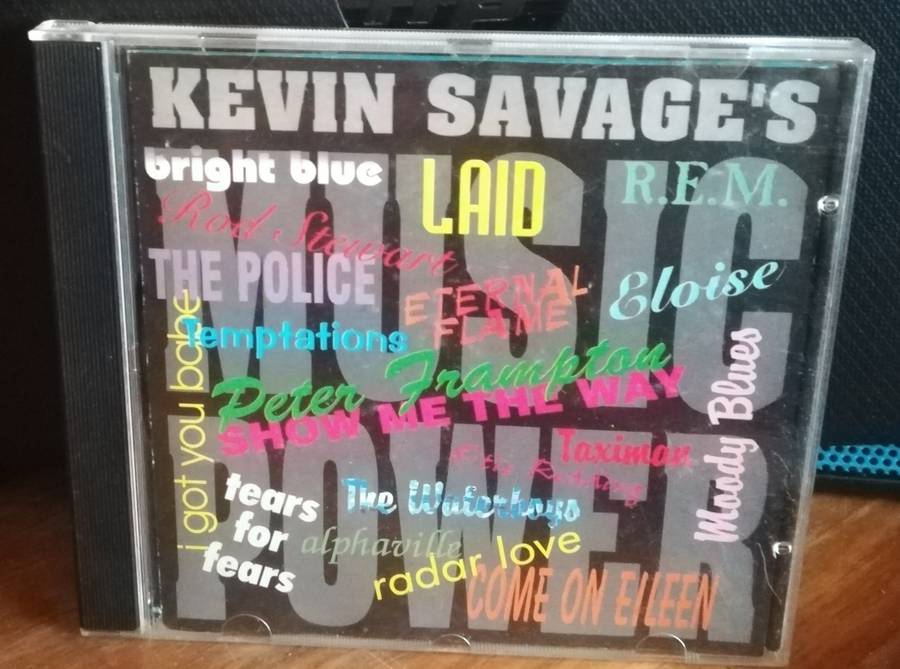 KEVIN SAVAGE'S
MUSIC
POWER
bright blue
LAID
R.E.M.
Rod Stewart
THE POLICE
ETERNAL
FLAME
Eloise
i got you babe
Temptations
Peter Frampton
SHOW ME THE WAY
Moody Blues
Taximan
Otis Redding
tears
for
fears
The Waterboys
alphaville
radar love
COME ON EILEEN